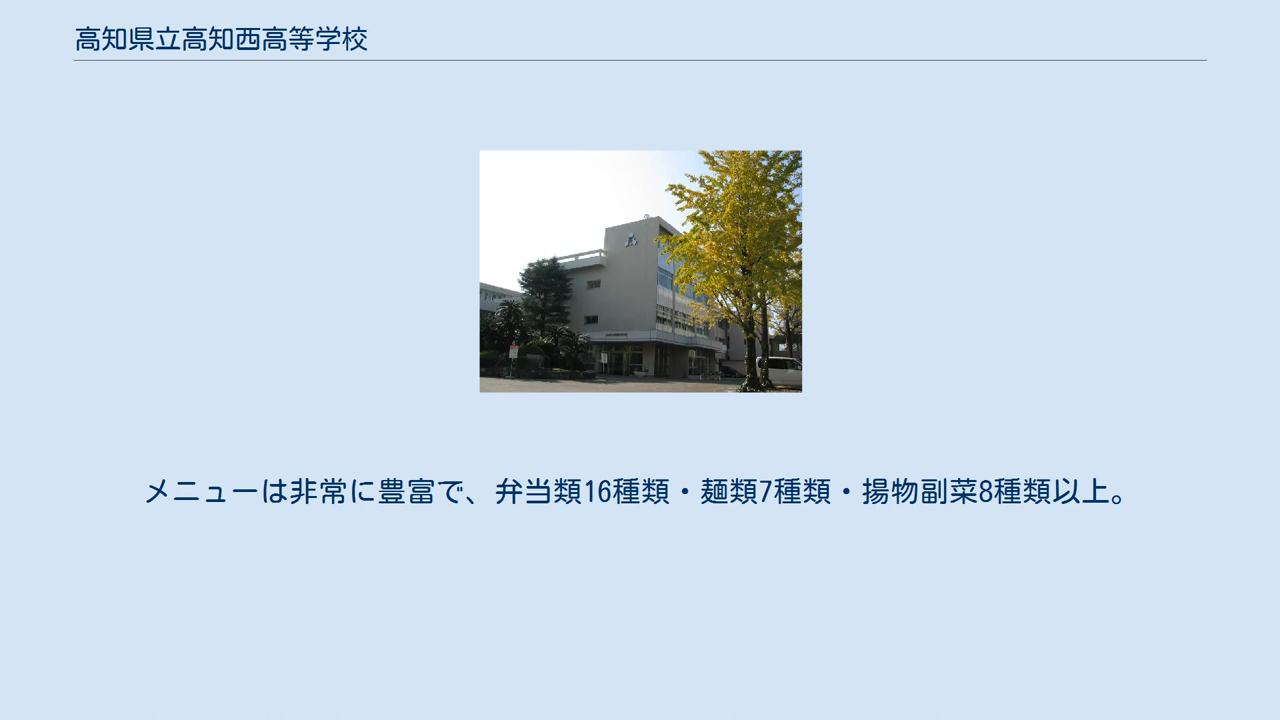 高知県立高知西高等学校
メニューは非常に豊富で、弁当類16種類・麺類7種類・揚物副菜8種類以上。